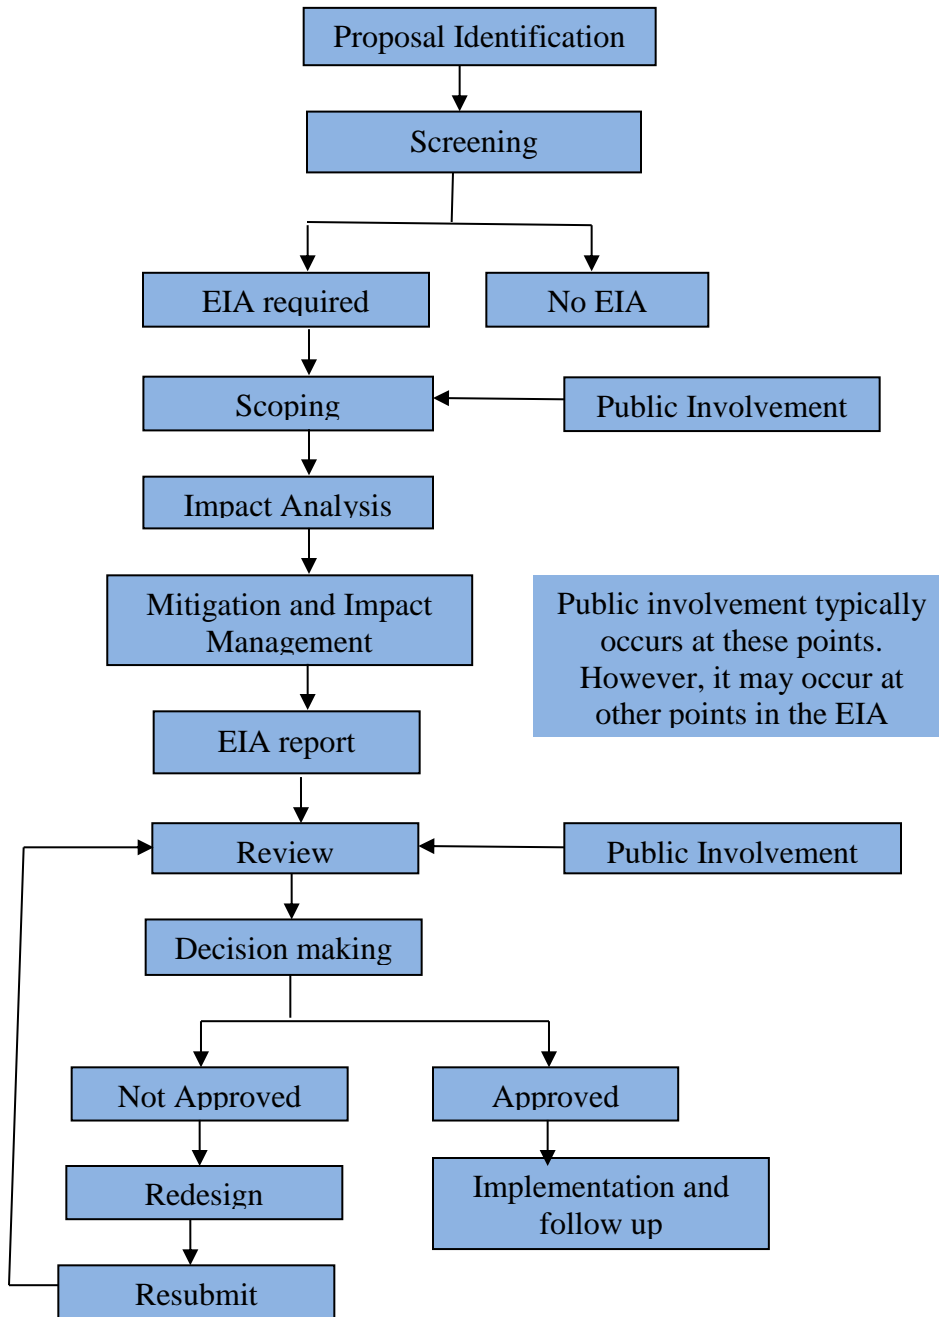 Proposal Identification
Screening
EIA required
No EIA
Scoping
Public Involvement
Impact Analysis
Mitigation and Impact
Management
Public involvement typically
occurs at these points.
However, it may occur at
other points in the EIA
EIA report
Review
Public Involvement
Decision making
Not Approved
Approved
Redesign
Implementation and
follow up
Resubmit